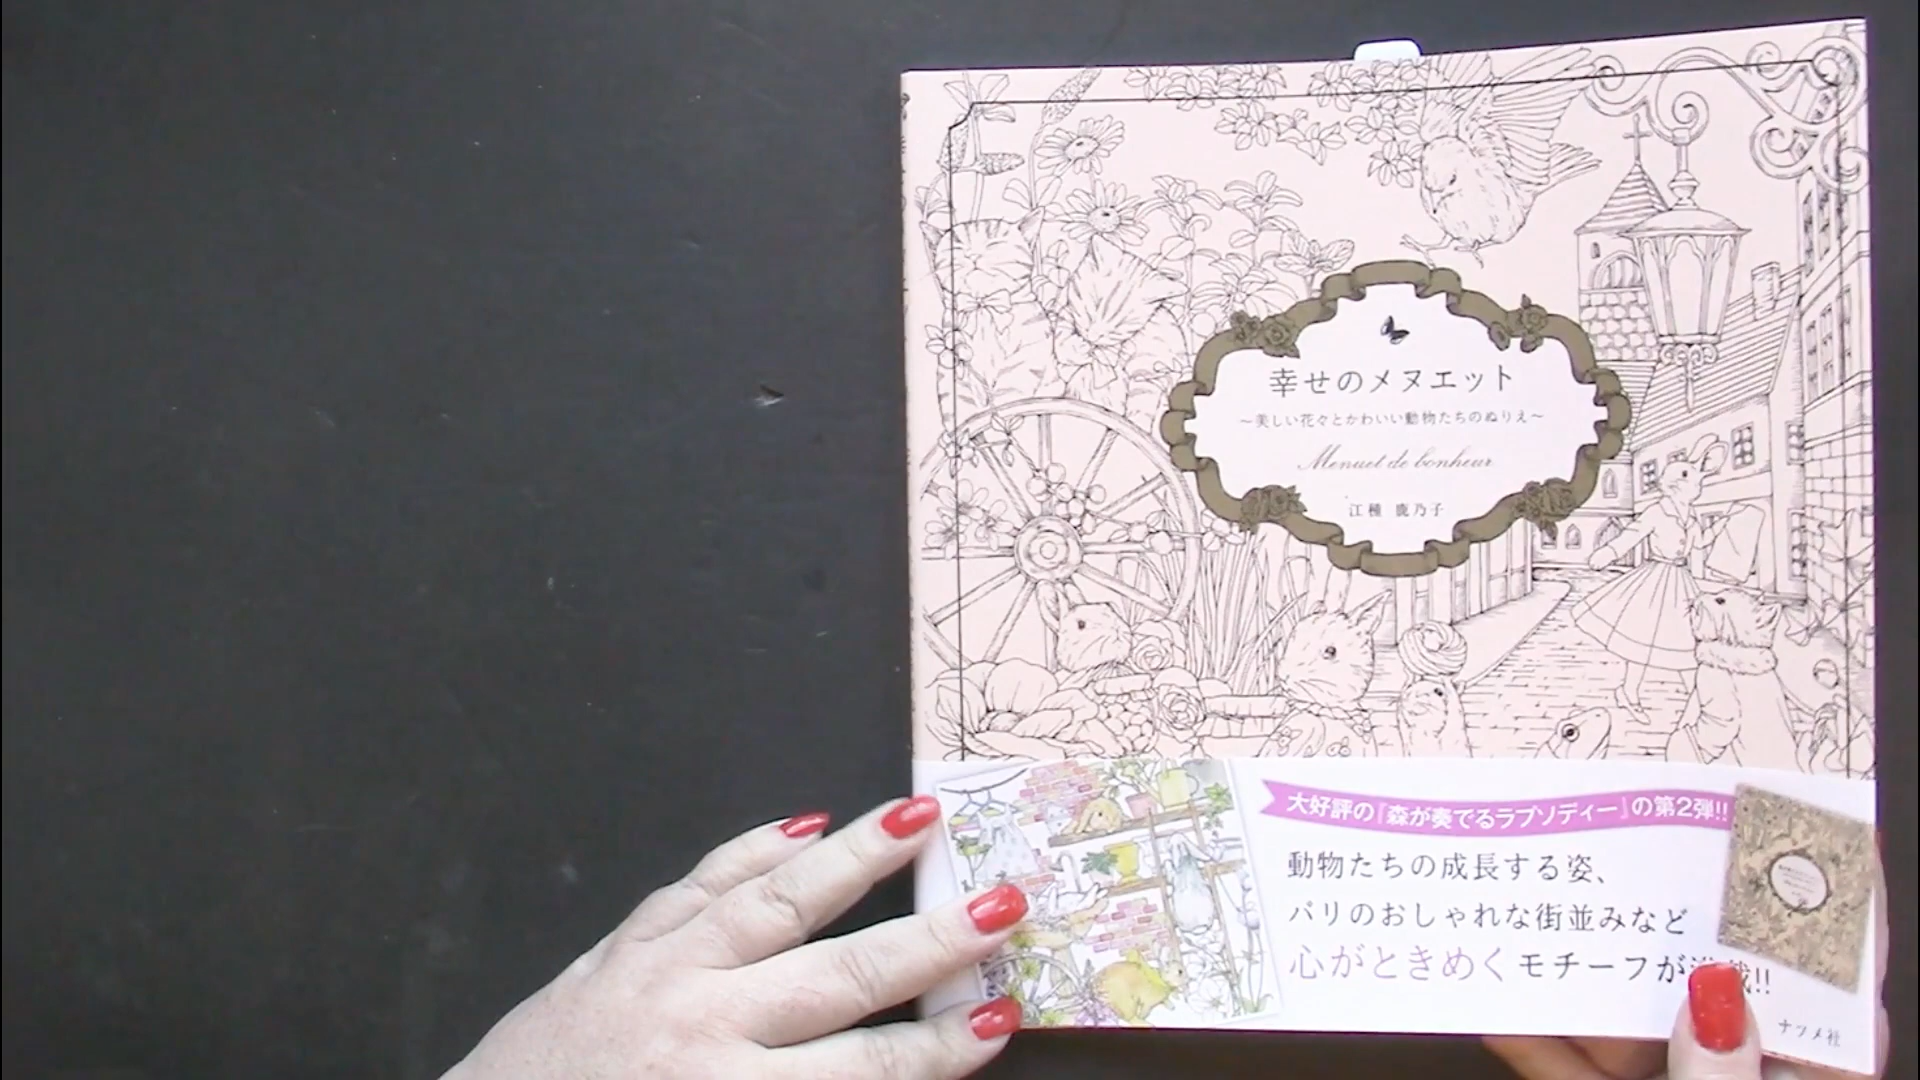 幸せのメヌエット
～美しい花々とかわいい動物たちのぬりえ～
Menuet de bonheur
江種 鹿乃子
大好評の『森が奏でるラプソディー』の第2弾!!
動物たちの成長する姿、
パリのおしゃれな街並みなど
心がときめくモチーフが
ナツメ社